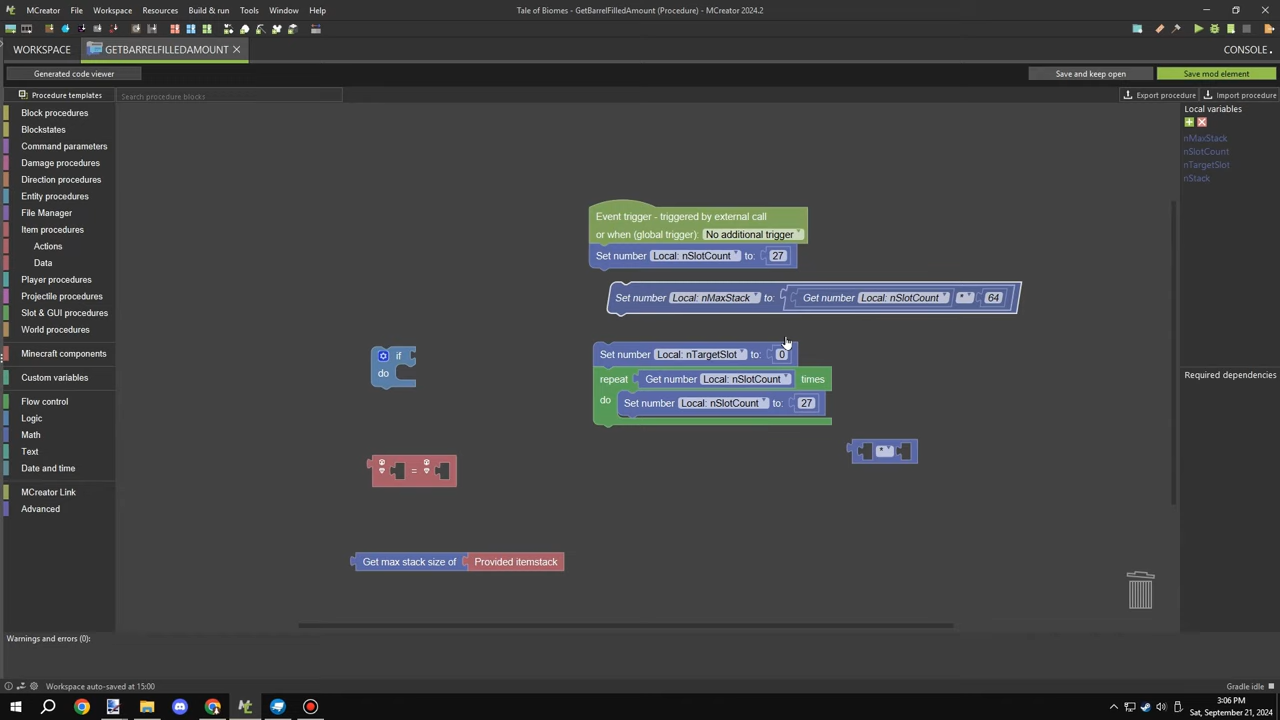 MCreator File Workspace Resources Build & run Tools Window Help
Tale of Biomes - GetBarrelFilledAmount (Procedure) - MCreator 2024.2
WORKSPACE GETBARRELFILLEDAMOUNT
CONSOLE
Generated code viewer
Save and keep open Save mod element
Procedure templates
Search procedure blocks
Export procedure Import procedure
Block procedures
Blockstates
Command parameters
Damage procedures
Direction procedures
Entity procedures
File Manager
Item procedures
Actions
Data
Player procedures
Projectile procedures
Slot & GUI procedures
World procedures
Minecraft components
Custom variables
Flow control
Logic
Math
Text
Date and time
MCreator Link
Advanced
Event trigger - triggered by external call
or when (global trigger): No additional trigger
Set number Local: nSlotCount to: 27
Set number Local: nMaxStack to: Get number Local: nSlotCount * 64
Set number Local: nTargetSlot to: 0
repeat Get number Local: nSlotCount times
do Set number Local: nSlotCount to: 27
if
do
*
=
Get max stack size of Provided itemstack
Local variables
nMaxStack
nSlotCount
nTargetSlot
nStack
Required dependencies
Warnings and errors (0):
Workspace auto-saved at 15:00
Gradle idle
3:06 PM
Sat, September 21, 2024